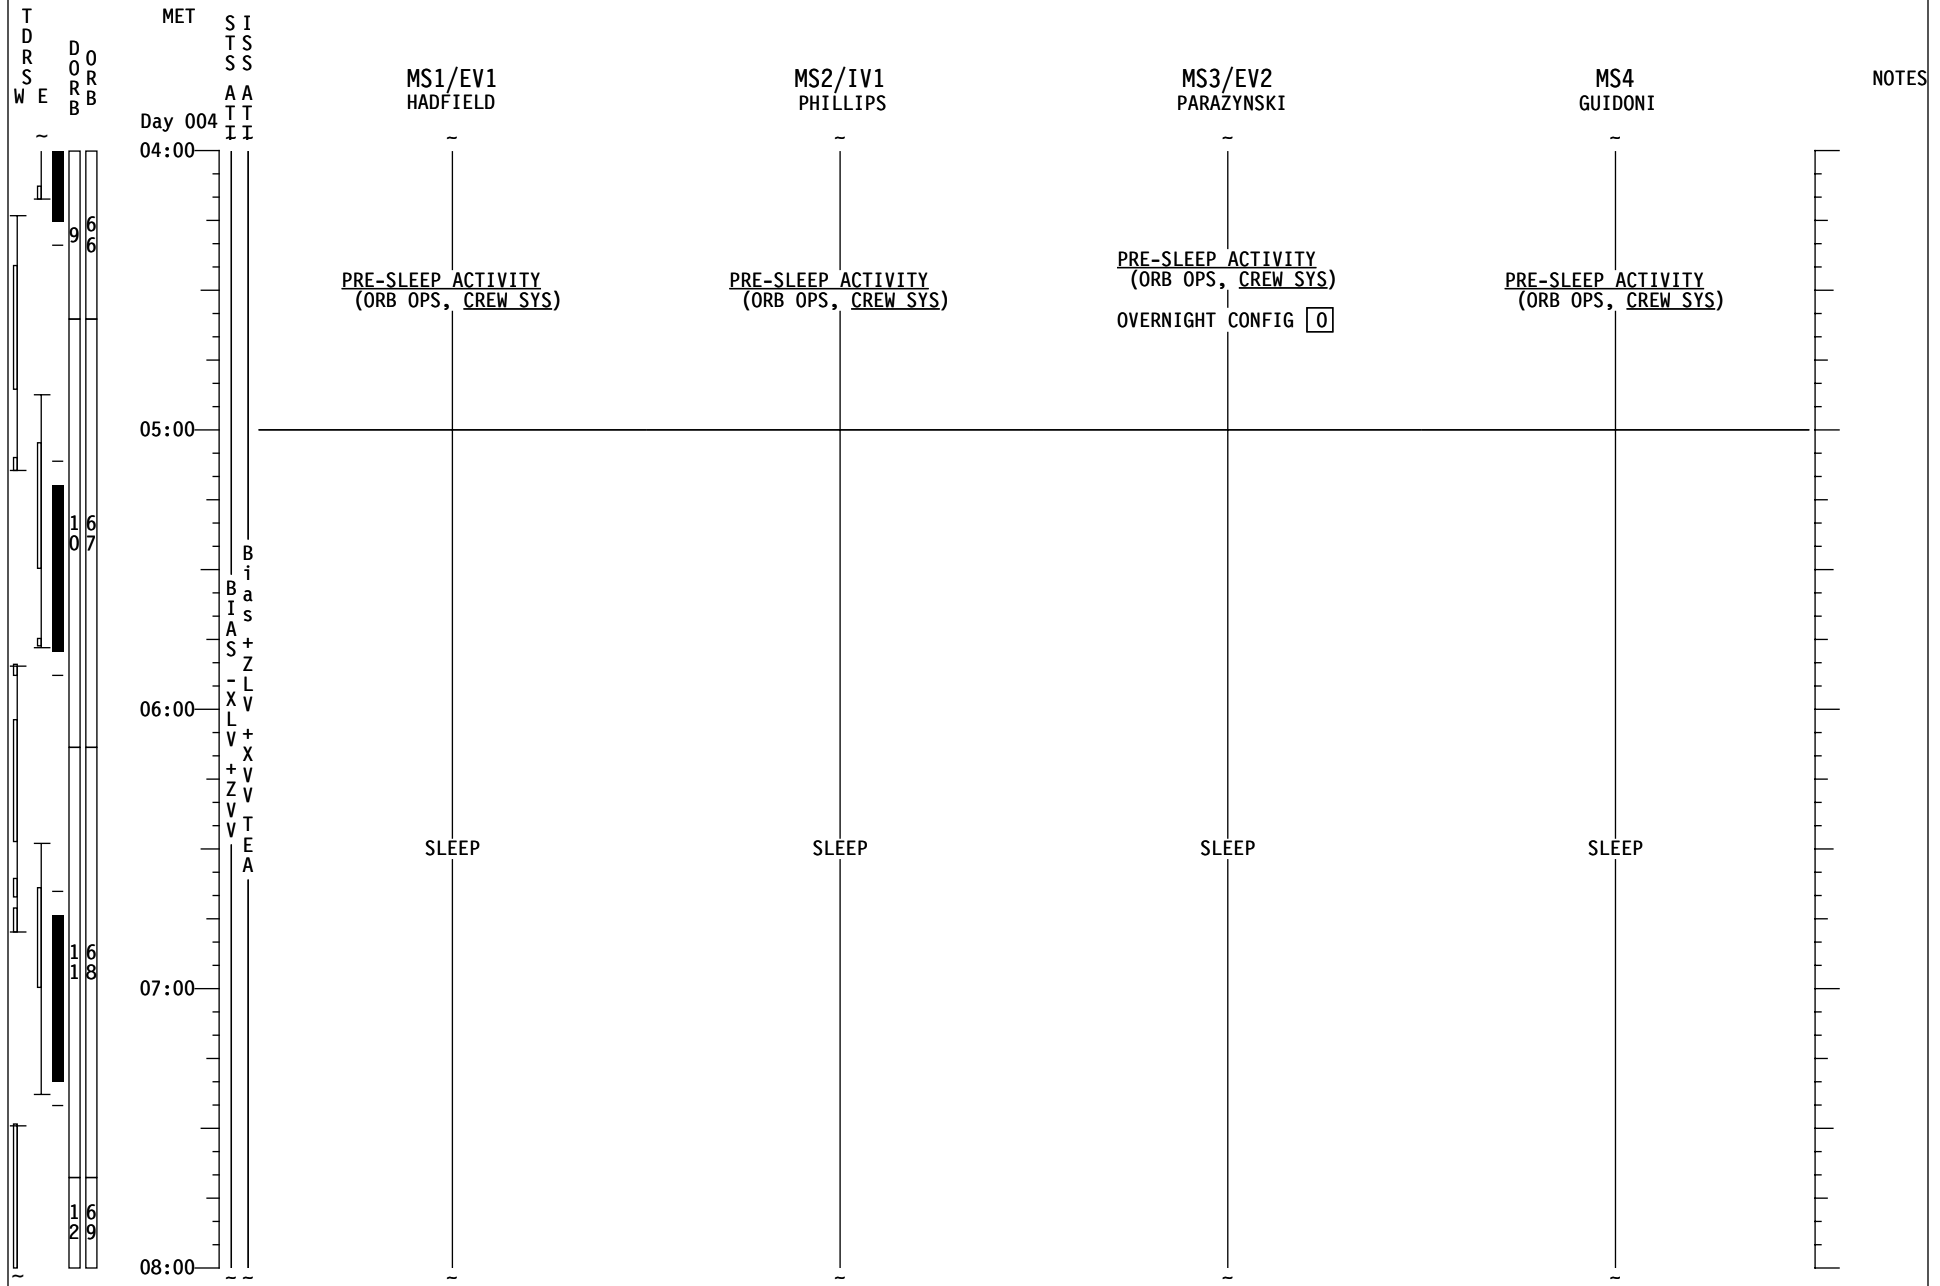 TDRS
W E
DORB
ORB
MET
STS ATT
ISS ATT
MS1/EV1
HADFIELD
MS2/IV1
PHILLIPS
MS3/EV2
PARAZYNSKI
MS4
GUIDONI
NOTES
Day 004
~ ~ ~ ~ ~
04:00
9
66
PRE-SLEEP ACTIVITY
(ORB OPS, CREW SYS)
PRE-SLEEP ACTIVITY
(ORB OPS, CREW SYS)
PRE-SLEEP ACTIVITY
(ORB OPS, CREW SYS)
OVERNIGHT CONFIG 0
PRE-SLEEP ACTIVITY
(ORB OPS, CREW SYS)
05:00
10
67
BIAS -XLV +ZVV
Bias +ZLV +XVV TEA
06:00
SLEEP
SLEEP
SLEEP
SLEEP
11
68
07:00
12
69
08:00
~ ~ ~ ~ ~ ~ ~